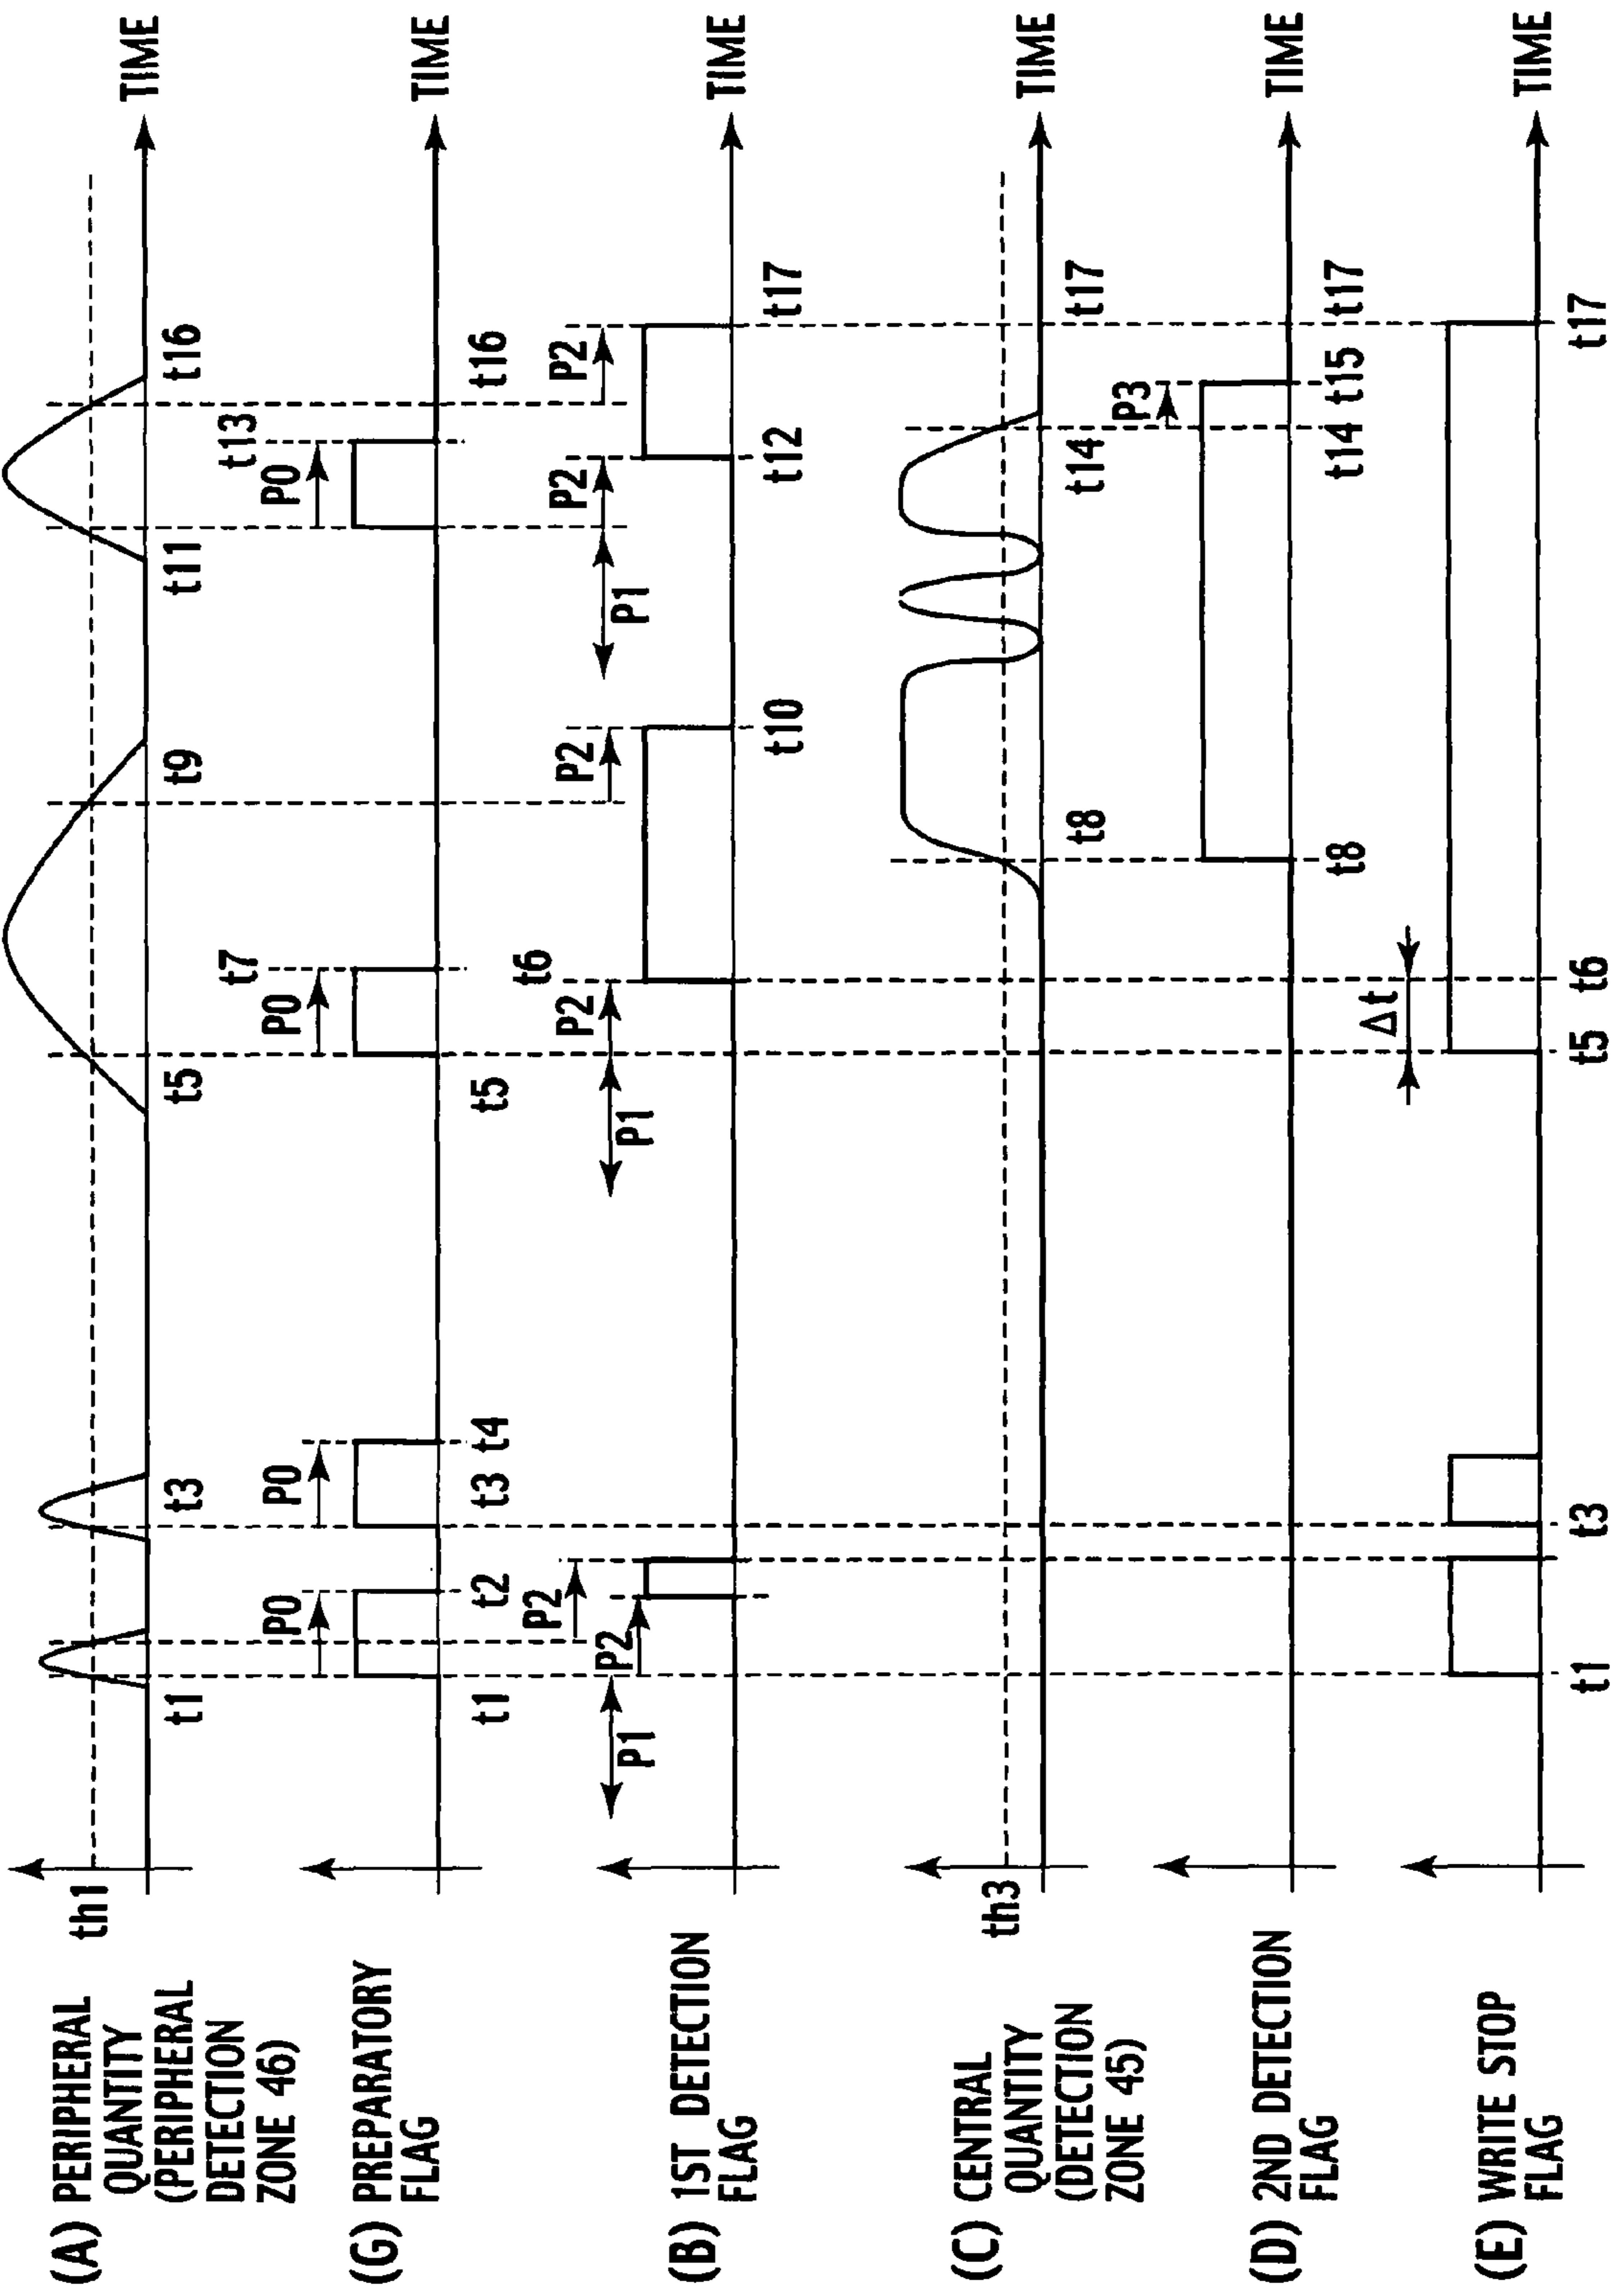 (A) PERIPHERAL
QUANTITY
(PERIPHERAL
DETECTION
ZONE 46)
th1
t1
t3
t5
t9
t11
t16
TIME
(G) PREPARATORY
FLAG
P0
P0
P0
P0
t7
t13
t1
t2
t3
t4
t5
t16
TIME
(B) 1ST DETECTION
FLAG
P1
P2
P2
P1
P2
t6
P2
P1
P2
P2
t10
t12
t17
TIME
(C) CENTRAL
QUANTITY
(DETECTION
ZONE 45)
th3
t8
t14
t17
TIME
(D) 2ND DETECTION
FLAG
P3
t8
t14
t15
t17
TIME
(E) WRITE STOP
FLAG
Δt
t1
t3
t5
t6
t17
TIME